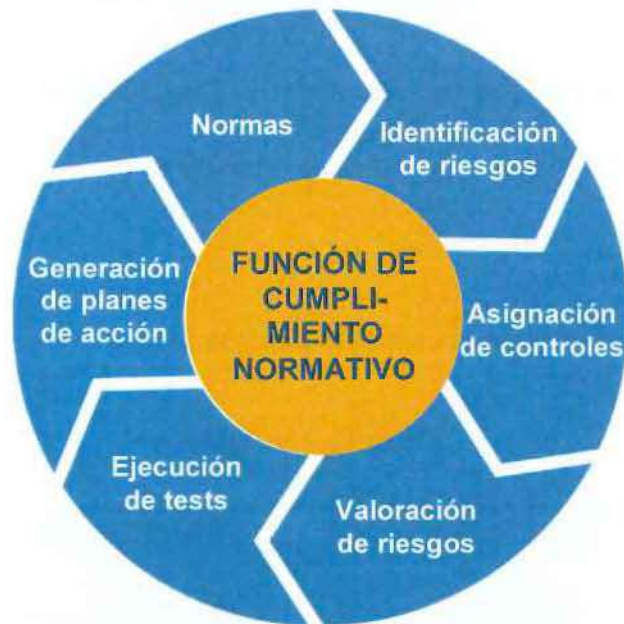 Normas
Identificación
de riesgos
Asignación
de controles
Valoración
de riesgos
Ejecución
de tests
Generación
de planes
de acción
FUNCIÓN DE
CUMPLI-
MIENTO
NORMATIVO